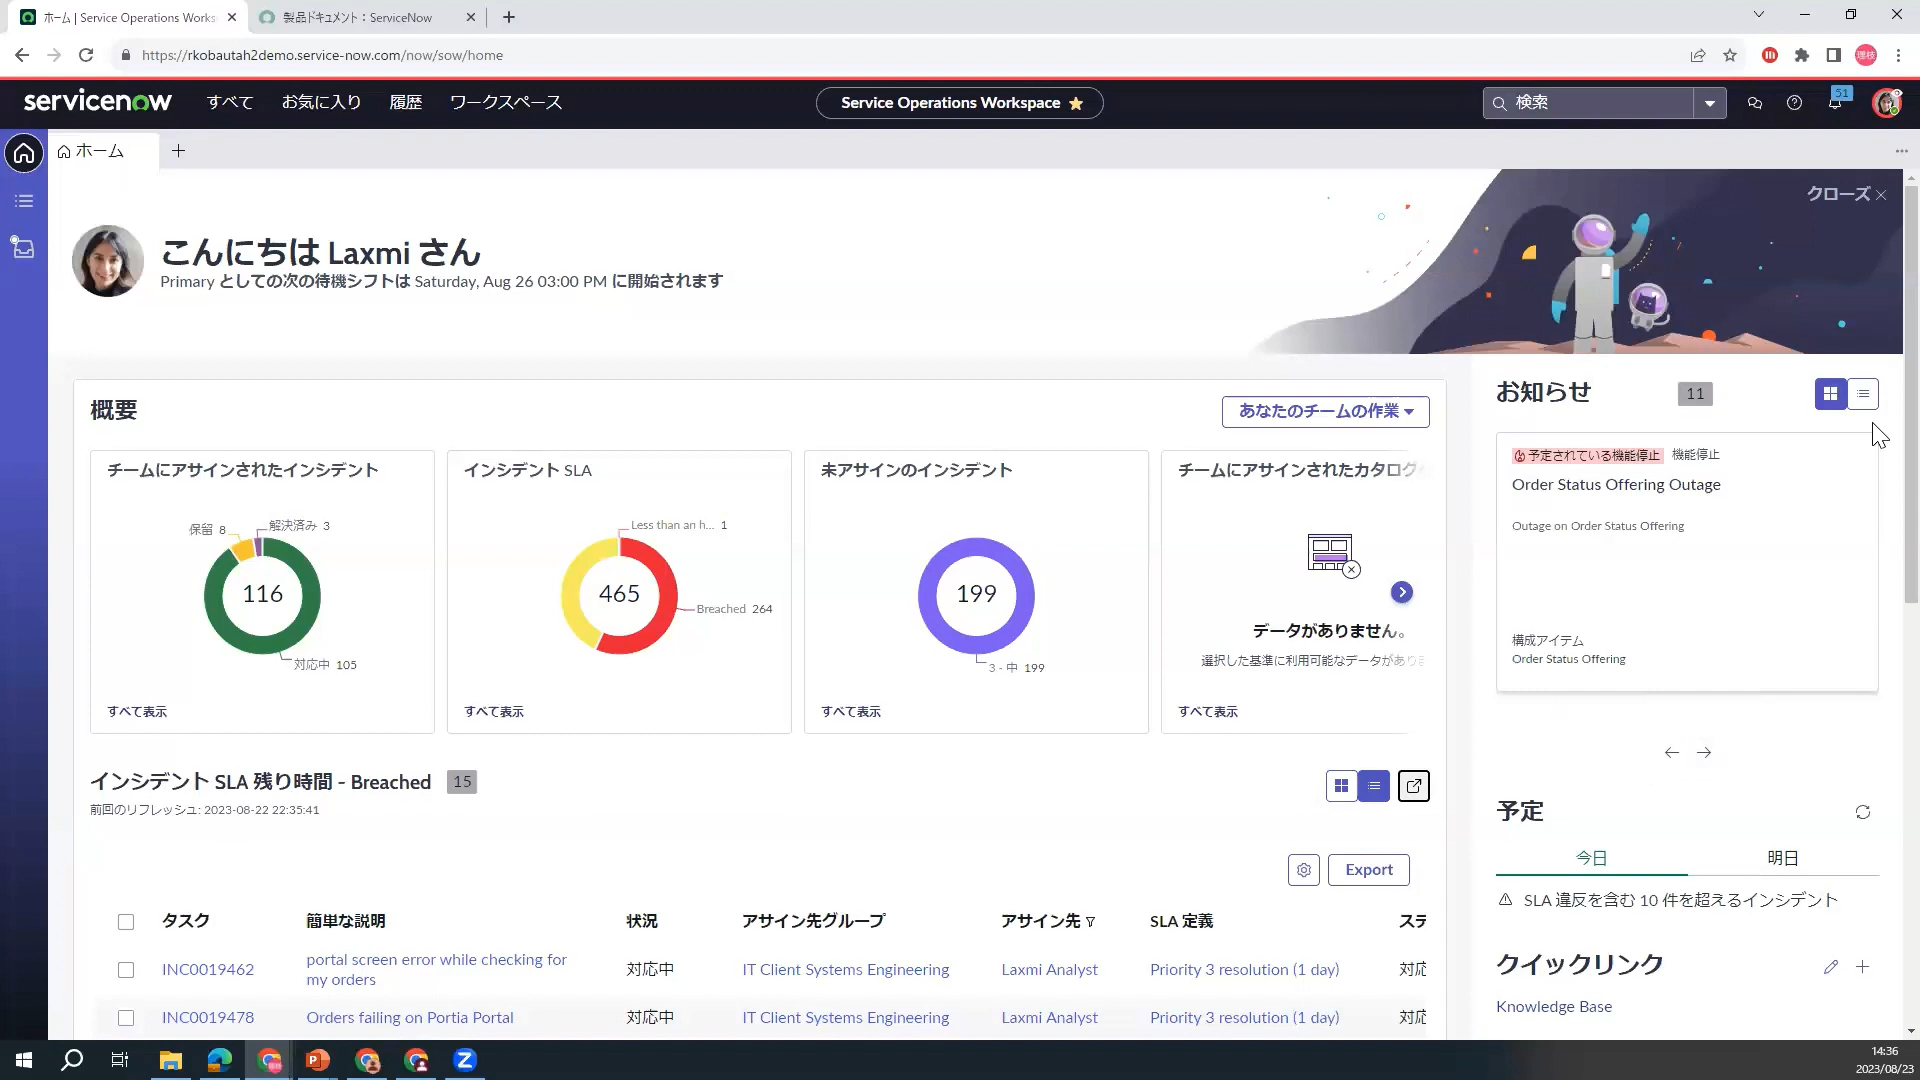 ホーム | Service Operations Works
製品ドキュメント：ServiceNow
https://rkobautah2demo.service-now.com/now/sow/home
servicenow
すべて
お気に入り
履歴
ワークスペース
Service Operations Workspace
検索
51
ホーム
クローズ
こんにちは Laxmi さん
Primary としての次の待機シフトは Saturday, Aug 26 03:00 PM に開始されます
概要
あなたのチームの作業
チームにアサインされたインシデント
保留 8
解決済み 3
116
対応中 105
すべて表示
インシデント SLA
Less than an h... 1
465
Breached 264
すべて表示
未アサインのインシデント
199
3 - 中 199
すべて表示
チームにアサインされたカタログ
データがありません。
選択した基準に利用可能なデータがあり
すべて表示
インシデント SLA 残り時間 - Breached 15
前回のリフレッシュ: 2023-08-22 22:35:41
Export
タスク 簡単な説明 状況 アサイン先グループ アサイン先 SLA 定義 ステ
INC0019462 portal screen error while checking for my orders 対応中 IT Client Systems Engineering Laxmi Analyst Priority 3 resolution (1 day) 対応
INC0019478 Orders failing on Portia Portal 対応中 IT Client Systems Engineering Laxmi Analyst Priority 3 resolution (1 day) 対応
お知らせ 11
予定されている機能停止 機能停止
Order Status Offering Outage
Outage on Order Status Offering
構成アイテム
Order Status Offering
予定
今日
明日
SLA 違反を含む 10 件を超えるインシデント
クイックリンク
Knowledge Base
14:36
2023/08/23